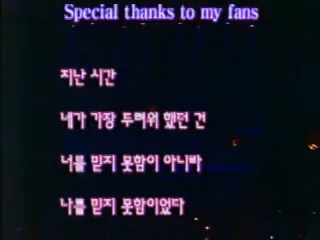 Special thanks to my fans
지난 시간
네가 가장 두려워 했던 건
너를 믿지 못함이 아니라
나를 믿지 못함이었다